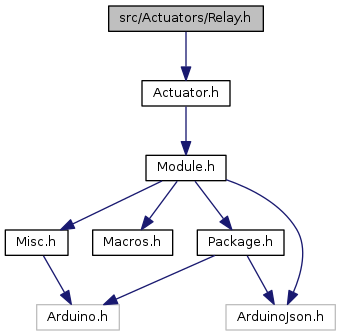 src/Actuators/Relay.h
Actuator.h
Module.h
Misc.h
Macros.h
Package.h
Arduino.h
ArduinoJson.h